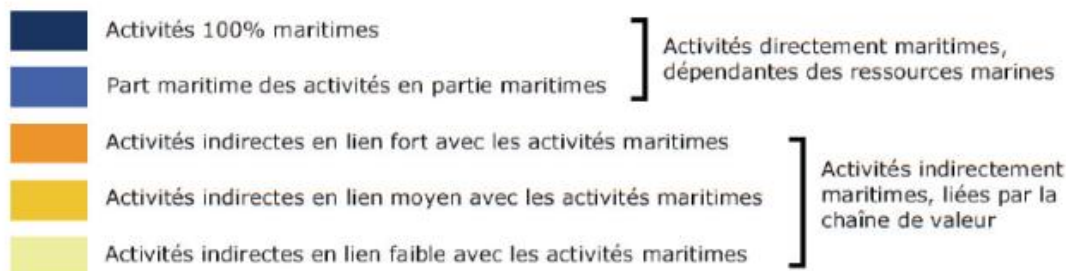 Activités 100% maritimes
Part maritime des activités en partie maritimes
Activités directement maritimes,
dépendantes des ressources marines
Activités indirectes en lien fort avec les activités maritimes
Activités indirectes en lien moyen avec les activités maritimes
Activités indirectes en lien faible avec les activités maritimes
Activités indirectement
maritimes, liées par la
chaîne de valeur